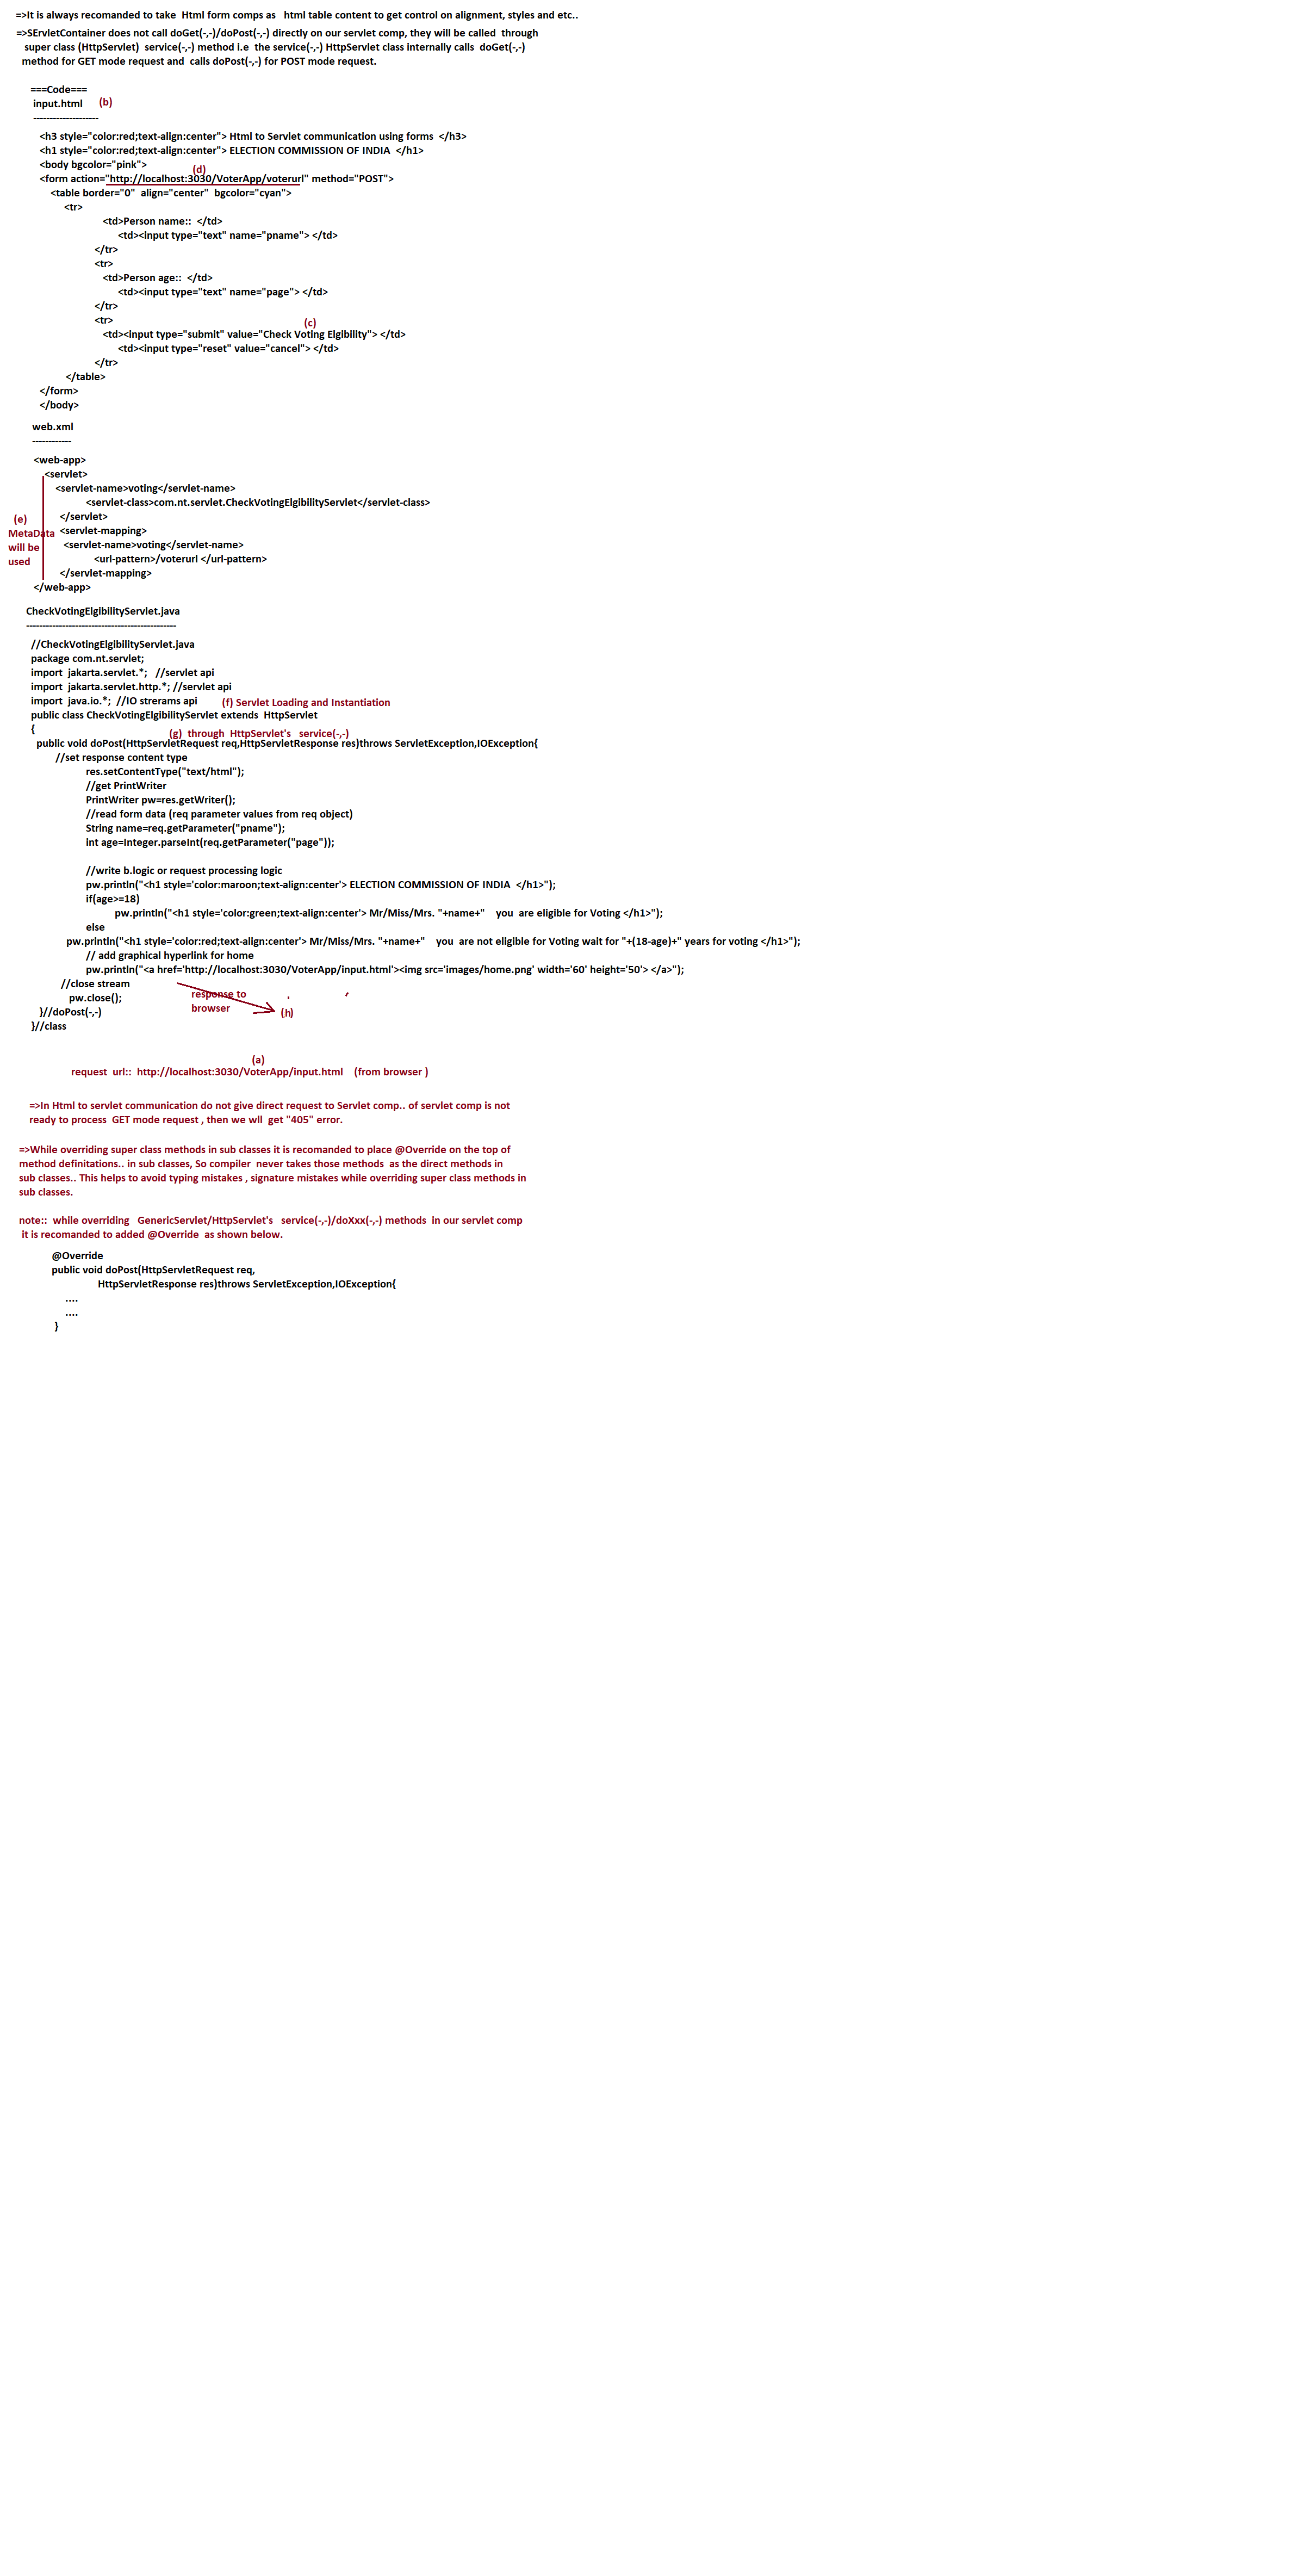 =>It is always recomanded to take  Html form comps as   html table content to get control on alignment, styles and etc..
=>SErvletContainer does not call doGet(-,-)/doPost(-,-) directly on our servlet comp, they will be called  through
super class (HttpServlet)  service(-,-) method i.e  the service(-,-) HttpServlet class internally calls  doGet(-,-)
method for GET mode request and  calls doPost(-,-) for POST mode request.
===Code===
input.html    (b)
--------------------
<h3 style="color:red;text-align:center"> Html to Servlet communication using forms  </h3>
<h1 style="color:red;text-align:center"> ELECTION COMMISSION OF INDIA  </h1>
<body bgcolor="pink">
(d)
<form action="http://localhost:3030/VoterApp/voterurl" method="POST">
<table border="0"  align="center"  bgcolor="cyan">
<tr>
<td>Person name::  </td>
<td><input type="text" name="pname"> </td>
</tr>
<tr>
<td>Person age::  </td>
<td><input type="text" name="page"> </td>
</tr>
<tr>
(c)
<td><input type="submit" value="Check Voting Elgibility"> </td>
<td><input type="reset" value="cancel"> </td>
</tr>
</table>
</form>
</body>
web.xml
------------
<web-app>
<servlet>
<servlet-name>voting</servlet-name>
<servlet-class>com.nt.servlet.CheckVotingElgibilityServlet</servlet-class>
</servlet>
(e)
MetaData
will be
used
<servlet-mapping>
<servlet-name>voting</servlet-name>
<url-pattern>/voterurl </url-pattern>
</servlet-mapping>
</web-app>
CheckVotingElgibilityServlet.java
----------------------------------------------
//CheckVotingElgibilityServlet.java
package com.nt.servlet;
import  jakarta.servlet.*;   //servlet api
import  jakarta.servlet.http.*; //servlet api
import  java.io.*;  //IO strerams api
(f) Servlet Loading and Instantiation
public class CheckVotingElgibilityServlet extends  HttpServlet
{
(g)  through  HttpServlet's   service(-,-)
public void doPost(HttpServletRequest req,HttpServletResponse res)throws ServletException,IOException{
//set response content type
res.setContentType("text/html");
//get PrintWriter
PrintWriter pw=res.getWriter();
//read form data (req parameter values from req object)
String name=req.getParameter("pname");
int age=Integer.parseInt(req.getParameter("page"));
//write b.logic or request processing logic
pw.println("<h1 style='color:maroon;text-align:center'> ELECTION COMMISSION OF INDIA  </h1>");
if(age>=18)
pw.println("<h1 style='color:green;text-align:center'> Mr/Miss/Mrs. "+name+"    you  are eligible for Voting </h1>");
else
pw.println("<h1 style='color:red;text-align:center'> Mr/Miss/Mrs. "+name+"    you  are not eligible for Voting wait for "+(18-age)+" years for voting </h1>");
// add graphical hyperlink for home
pw.println("<a href='http://localhost:3030/VoterApp/input.html'><img src='images/home.png' width='60' height='50'> </a>");
//close stream
pw.close();
response to
browser
(h)
}//doPost(-,-)
}//class
(a)
request  url::  http://localhost:3030/VoterApp/input.html    (from browser )
=>In Html to servlet communication do not give direct request to Servlet comp.. of servlet comp is not
ready to process  GET mode request , then we wll  get "405" error.
=>While overriding super class methods in sub classes it is recomanded to place @Override on the top of
method definitations.. in sub classes, So compiler  never takes those methods  as the direct methods in
sub classes.. This helps to avoid typing mistakes , signature mistakes while overriding super class methods in
sub classes.
note::  while overriding   GenericServlet/HttpServlet's   service(-,-)/doXxx(-,-) methods  in our servlet comp
it is recomanded to added @Override  as shown below.
@Override
public void doPost(HttpServletRequest req,
HttpServletResponse res)throws ServletException,IOException{
....
....
}